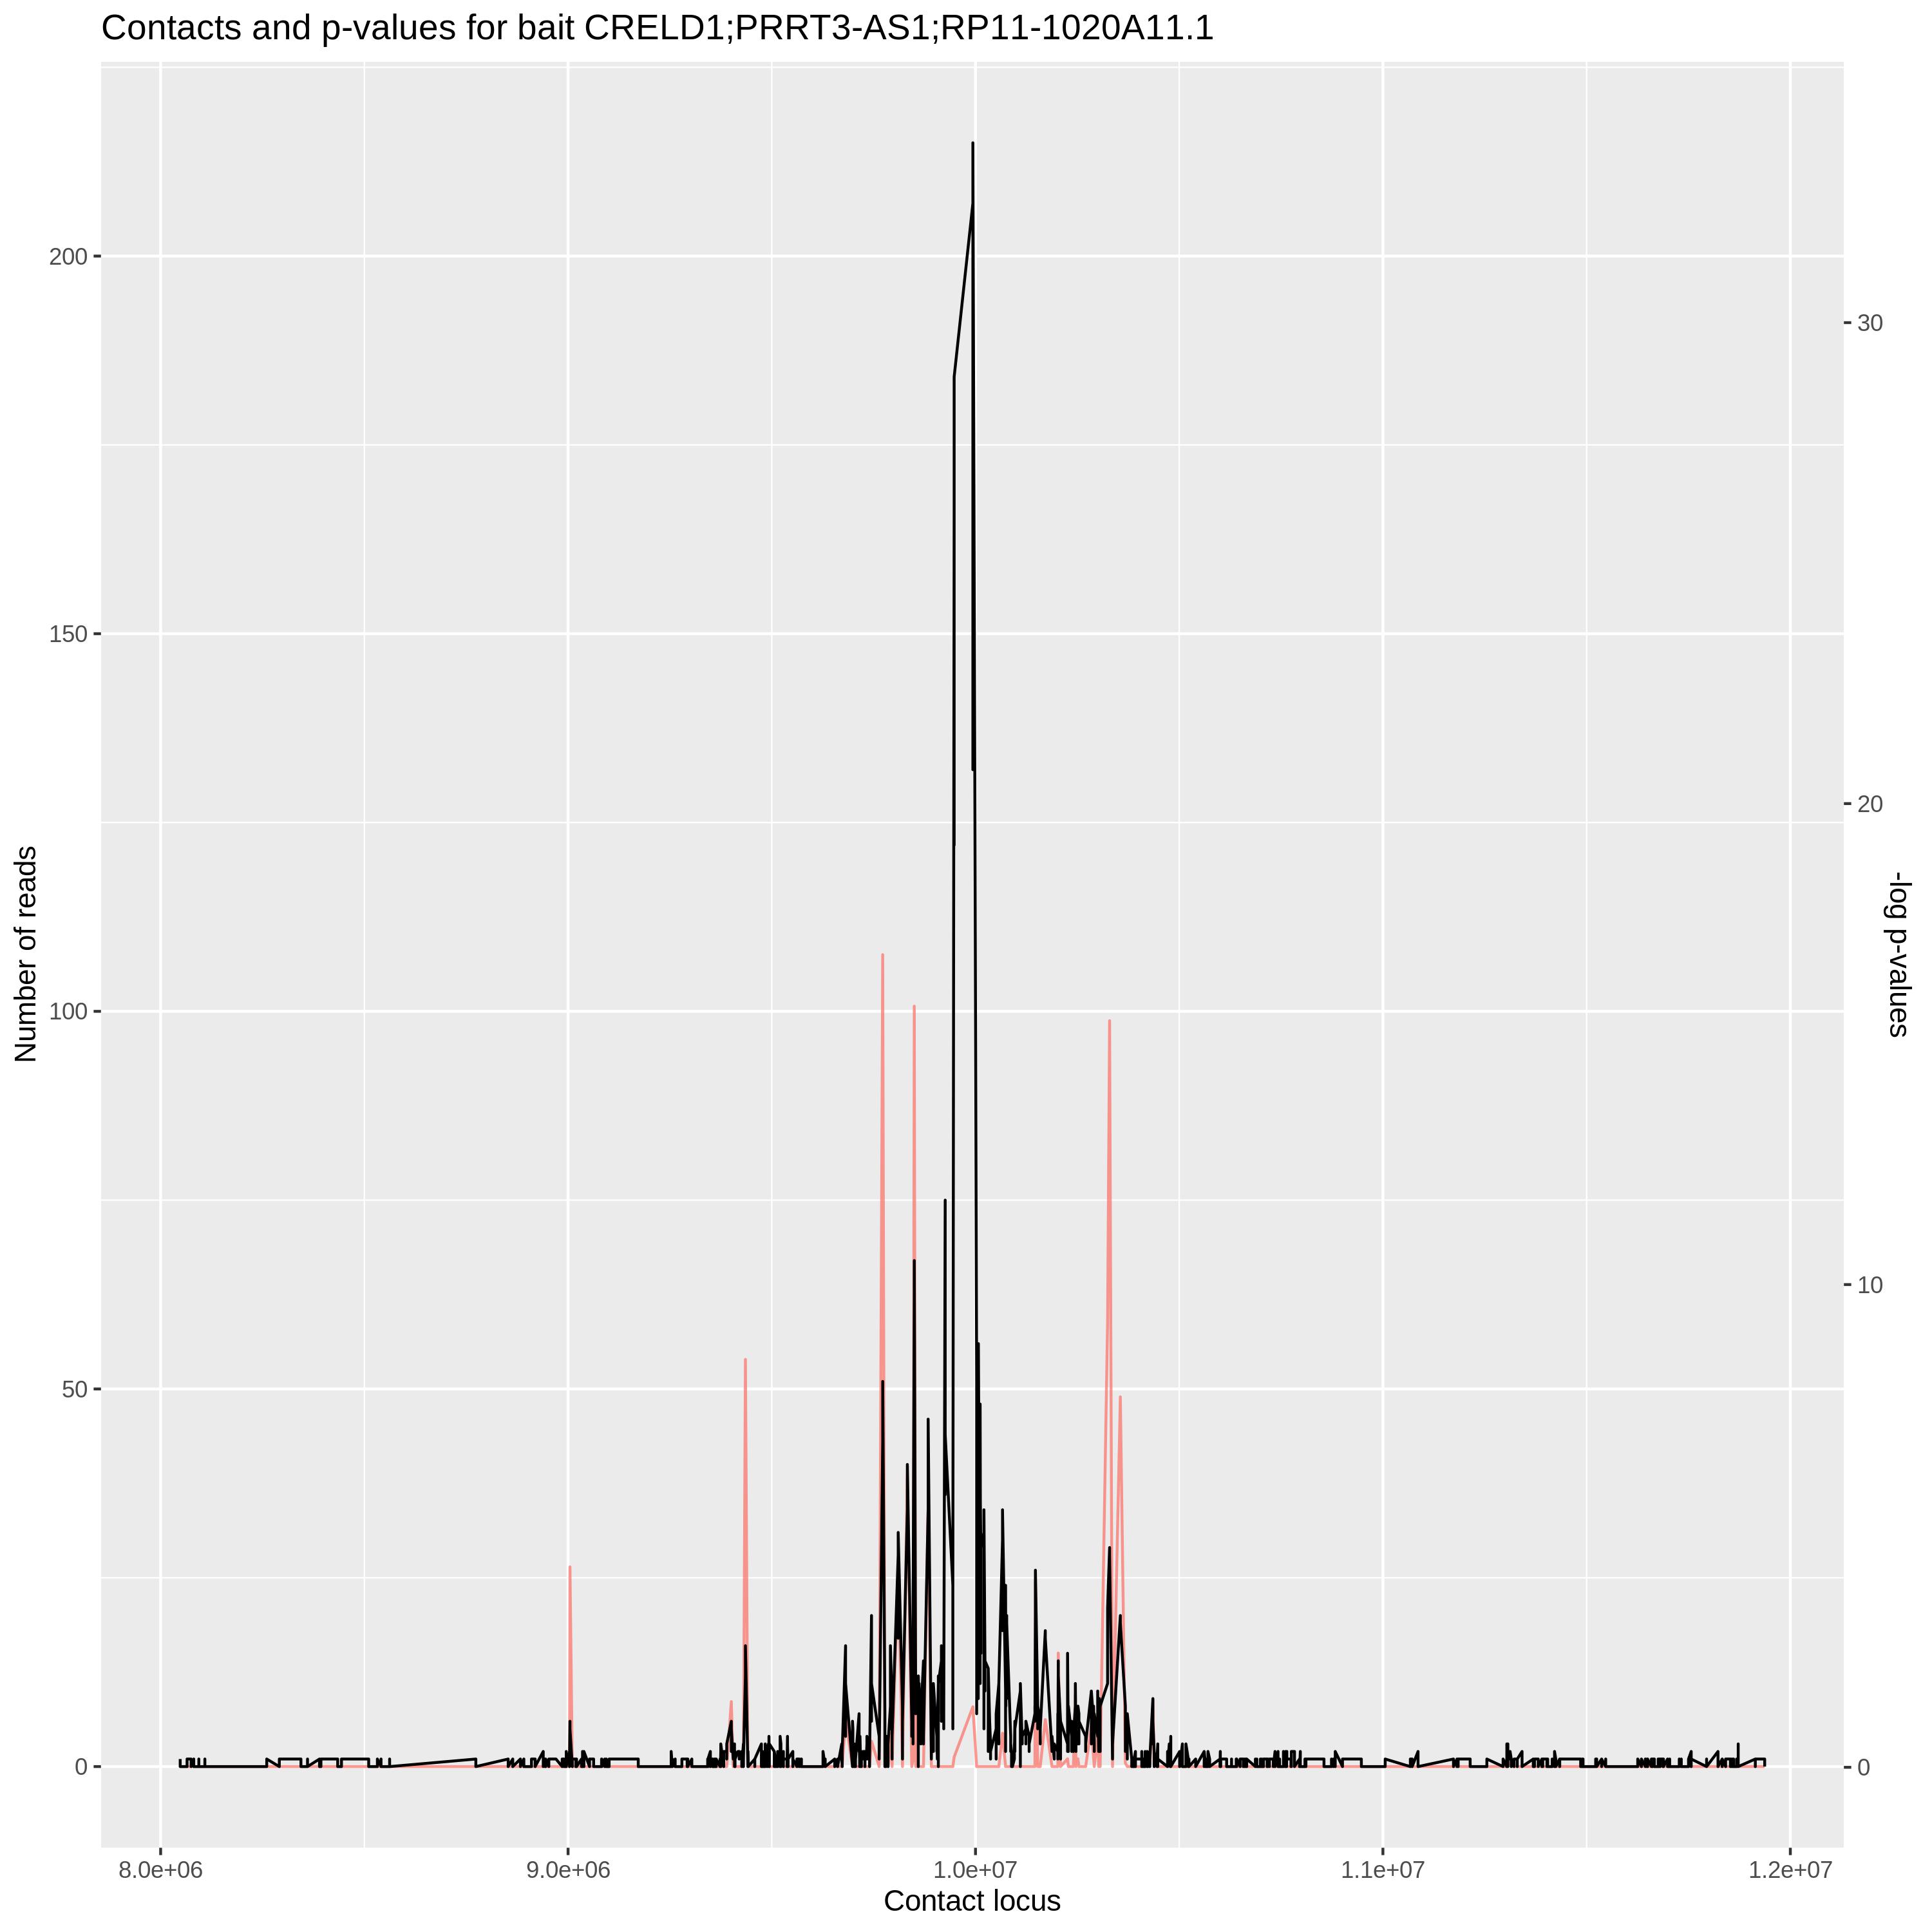 Contacts and p-values for bait CRELD1;PRRT3-AS1;RP11-1020A11.1
200
150
100
50
0
Number of reads
30
20
10
0
-log p-values
8.0e+06 9.0e+06 1.0e+07 1.1e+07 1.2e+07
Contact locus